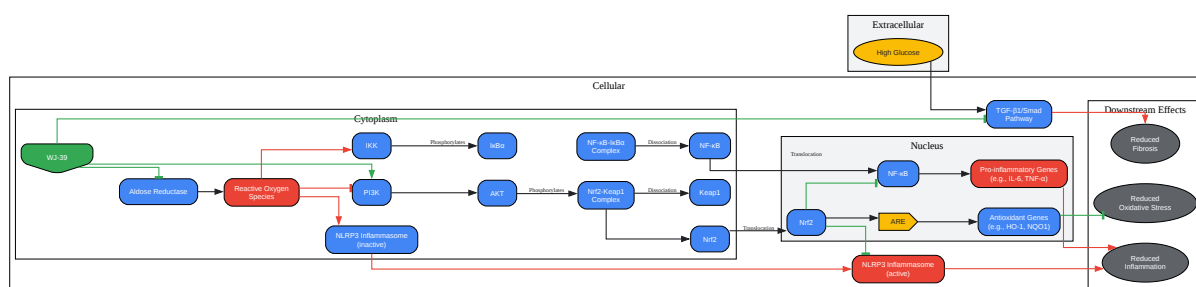 Extracellular
High Glucose
Cellular
Cytoplasm
WJ-39
Aldose Reductase
Reactive Oxygen
Species
IKK
Phosphorylates
IκBα
PI3K
AKT
Phosphorylates
NLRP3 Inflammasome
(inactive)
NF-κB-IκBα
Complex
Dissociation
NF-κB
Nrf2-Keap1
Complex
Dissociation
Keap1
Nrf2
Translocation
Translocation
Nucleus
NF-κB
Pro-inflammatory Genes
(e.g., IL-6, TNF-α)
Nrf2
ARE
Antioxidant Genes
(e.g., HO-1, NQO1)
NLRP3 Inflammasome
(active)
TGF-β1/Smad
Pathway
Downstream Effects
Reduced
Fibrosis
Reduced
Oxidative Stress
Reduced
Inflammation